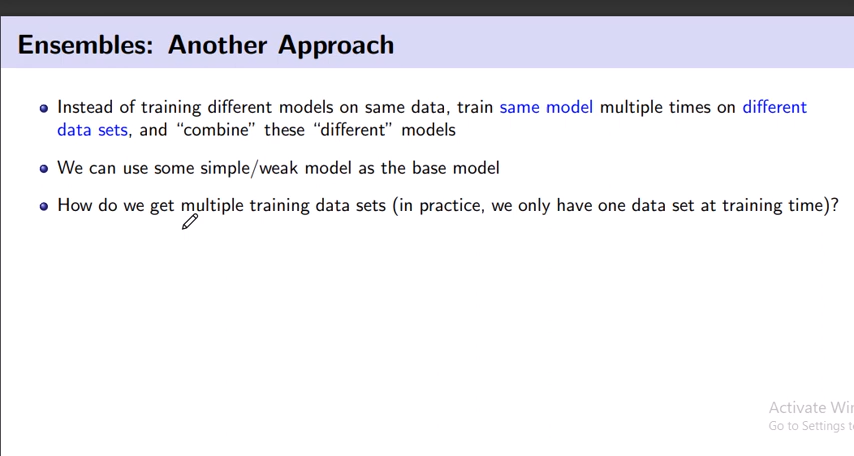 Ensembles: Another Approach
Instead of training different models on same data, train same model multiple times on different
data sets, and “combine” these “different” models
We can use some simple/weak model as the base model
How do we get multiple training data sets (in practice, we only have one data set at training time)?
Activate
Go to Settings